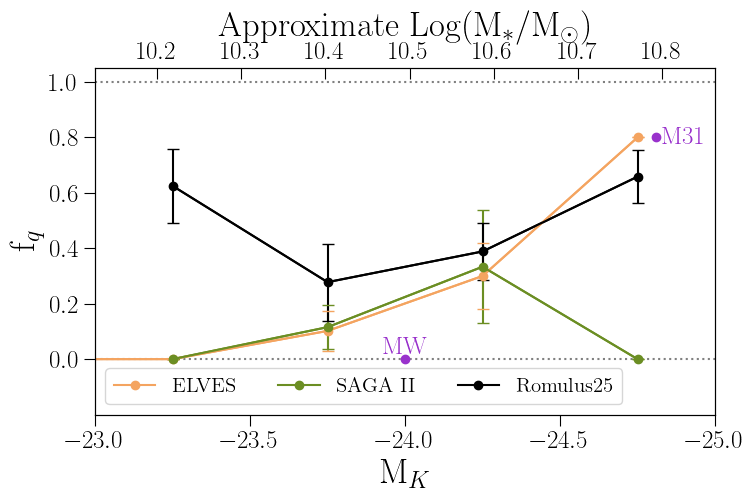 Approximate Log(M*/M⊙)
10.2 10.3 10.4 10.5 10.6 10.7 10.8
1.0
0.8
0.6
0.4
0.2
0.0
f_q
M31
MW
ELVES SAGA II Romulus25
−23.0 −23.5 −24.0 −24.5 −25.0
M_K